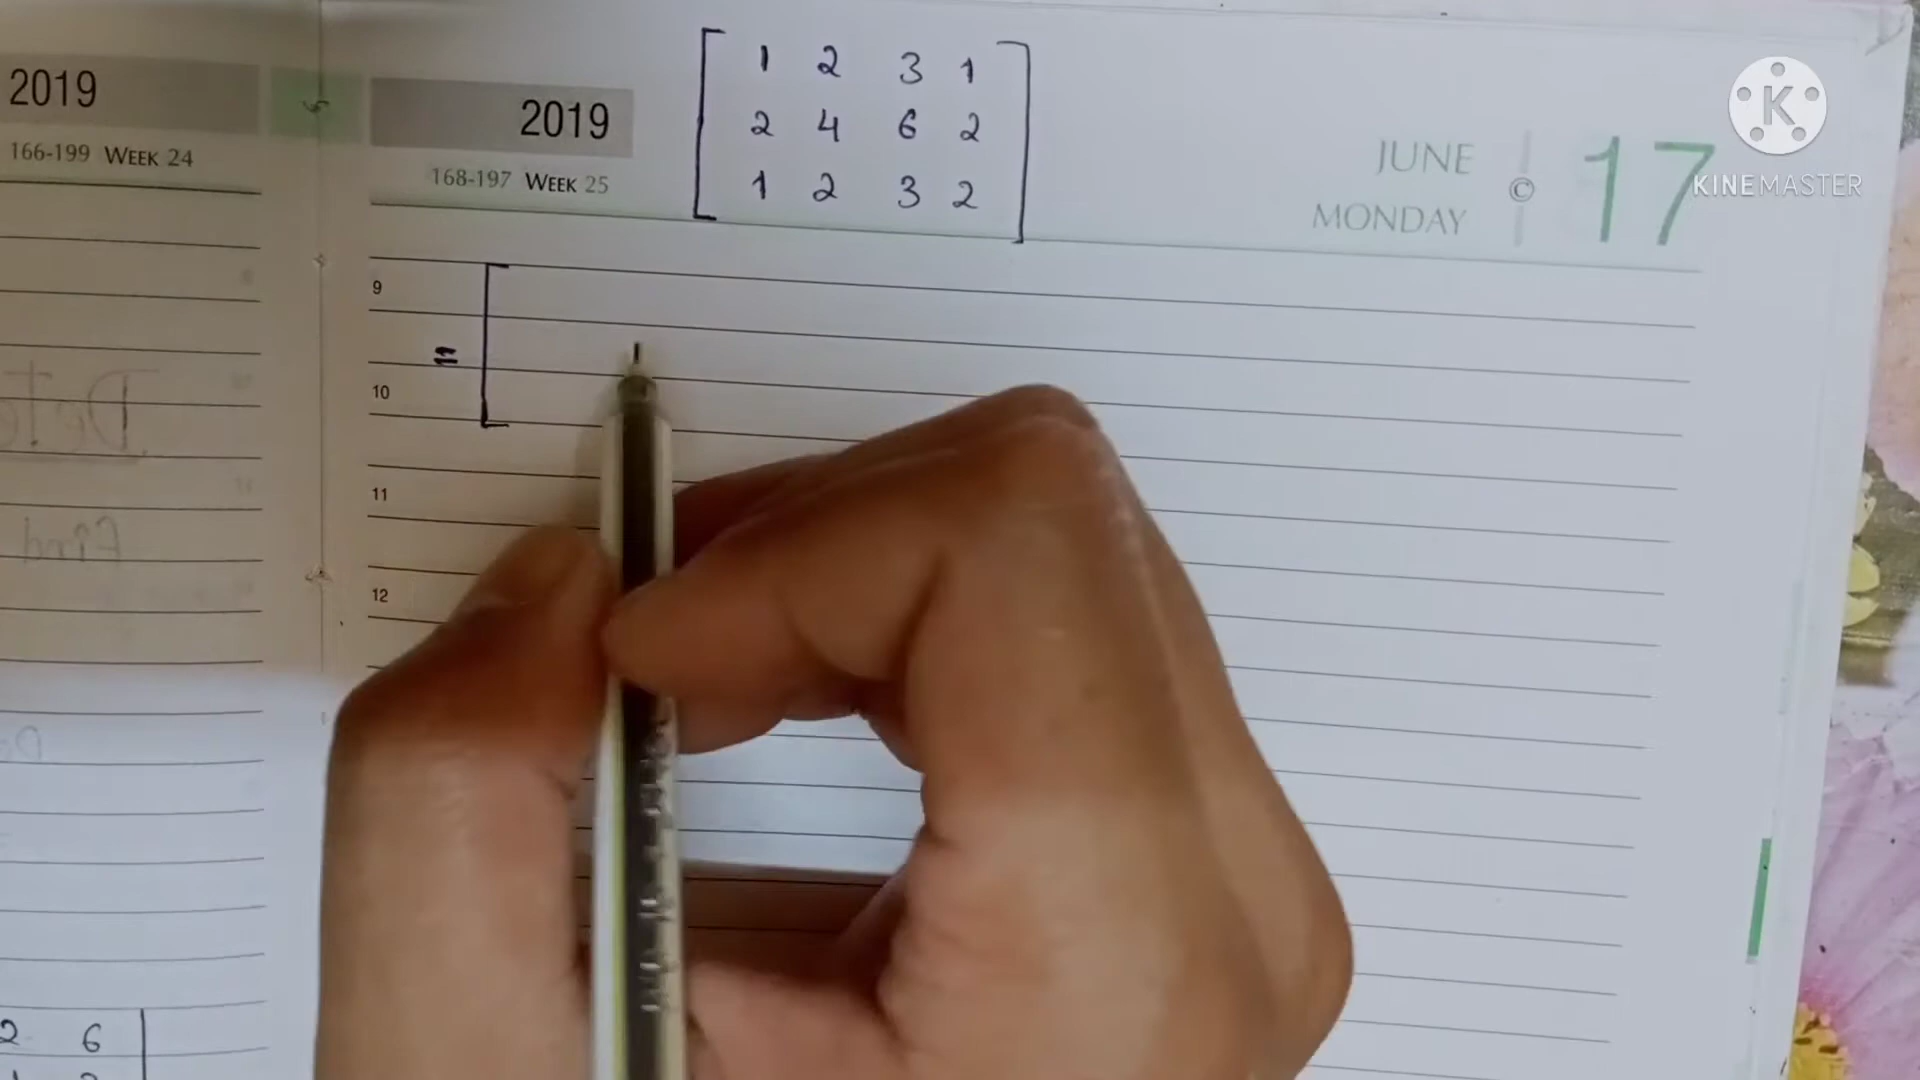 2019
166-199 WEEK 24
2019
168-197 WEEK 25
1 2 3 1
2 4 6 2
1 2 3 2
JUNE
MONDAY
©
17
K
KINEMASTER
9
=
10
11
12
2 6